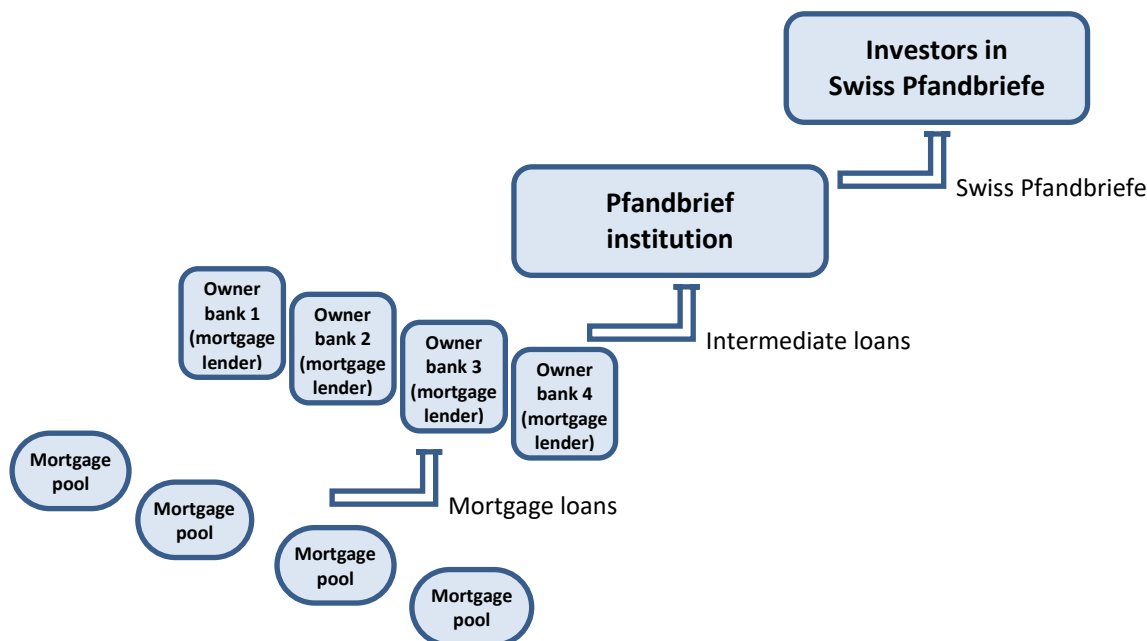 Investors in
Swiss Pfandbriefe
Swiss Pfandbriefe
Pfandbrief
institution
Intermediate loans
Owner
bank 1
(mortgage
lender)
Owner
bank 2
(mortgage
lender)
Owner
bank 3
(mortgage
lender)
Owner
bank 4
(mortgage
lender)
Mortgage loans
Mortgage
pool
Mortgage
pool
Mortgage
pool
Mortgage
pool